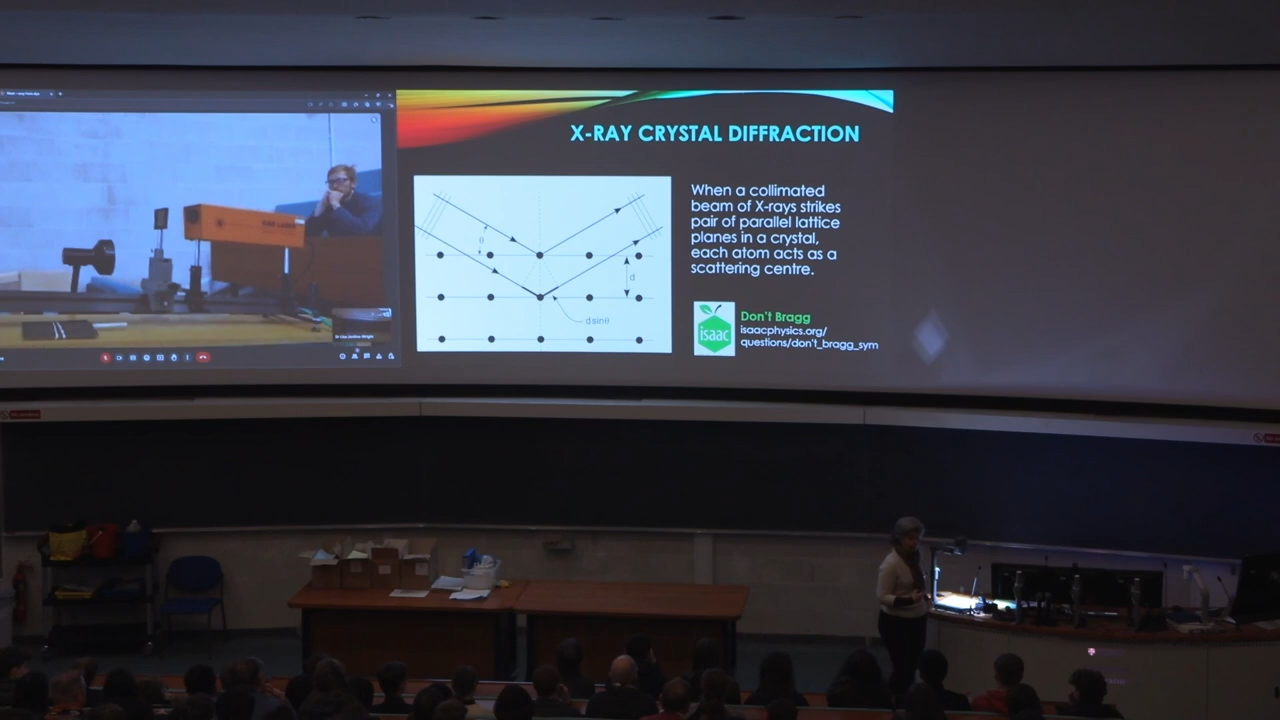 X-RAY CRYSTAL DIFFRACTION
When a collimated
beam of X-rays strikes
pair of parallel lattice
planes in a crystal,
each atom acts as a
scattering centre.
θ
d
dsinθ
isaac
Don't Bragg
isaacphysics.org/
questions/don't_bragg_sym